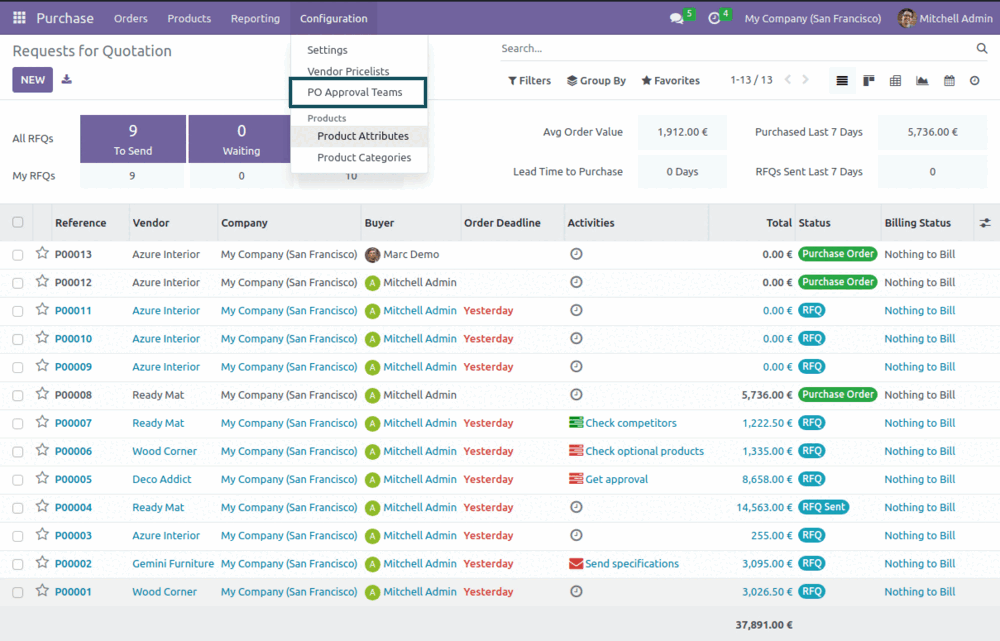 Purchase Orders Products Reporting Configuration 5 4 My Company (San Francisco) Mitchell Admin
Requests for Quotation
Search...
NEW
Filters Group By Favorites 1-13 / 13
Settings
Vendor Pricelists
PO Approval Teams
Products
Product Attributes
Product Categories
All RFQs 9 To Send 0 Waiting
My RFQs 9 0 10
Avg Order Value 1,912.00 € Purchased Last 7 Days 5,736.00 €
Lead Time to Purchase 0 Days RFQs Sent Last 7 Days 0
Reference Vendor Company Buyer Order Deadline Activities Total Status Billing Status
P00013 Azure Interior My Company (San Francisco) Marc Demo 0.00 € Purchase Order Nothing to Bill
P00012 Azure Interior My Company (San Francisco) A Mitchell Admin 0.00 € Purchase Order Nothing to Bill
P00011 Azure Interior My Company (San Francisco) A Mitchell Admin Yesterday 0.00 € RFQ Nothing to Bill
P00010 Azure Interior My Company (San Francisco) A Mitchell Admin Yesterday 0.00 € RFQ Nothing to Bill
P00009 Azure Interior My Company (San Francisco) A Mitchell Admin Yesterday 0.00 € RFQ Nothing to Bill
P00008 Ready Mat My Company (San Francisco) A Mitchell Admin 5,736.00 € Purchase Order Nothing to Bill
P00007 Ready Mat My Company (San Francisco) A Mitchell Admin Yesterday Check competitors 1,222.50 € RFQ Nothing to Bill
P00006 Wood Corner My Company (San Francisco) A Mitchell Admin Yesterday Check optional products 1,335.00 € RFQ Nothing to Bill
P00005 Deco Addict My Company (San Francisco) A Mitchell Admin Yesterday Get approval 8,658.00 € RFQ Nothing to Bill
P00004 Ready Mat My Company (San Francisco) A Mitchell Admin Yesterday 14,563.00 € RFQ Sent Nothing to Bill
P00003 Azure Interior My Company (San Francisco) A Mitchell Admin Yesterday 255.00 € RFQ Nothing to Bill
P00002 Gemini Furniture My Company (San Francisco) A Mitchell Admin Yesterday Send specifications 3,095.00 € RFQ Nothing to Bill
P00001 Wood Corner My Company (San Francisco) A Mitchell Admin Yesterday 3,026.50 € RFQ Nothing to Bill
37,891.00 €